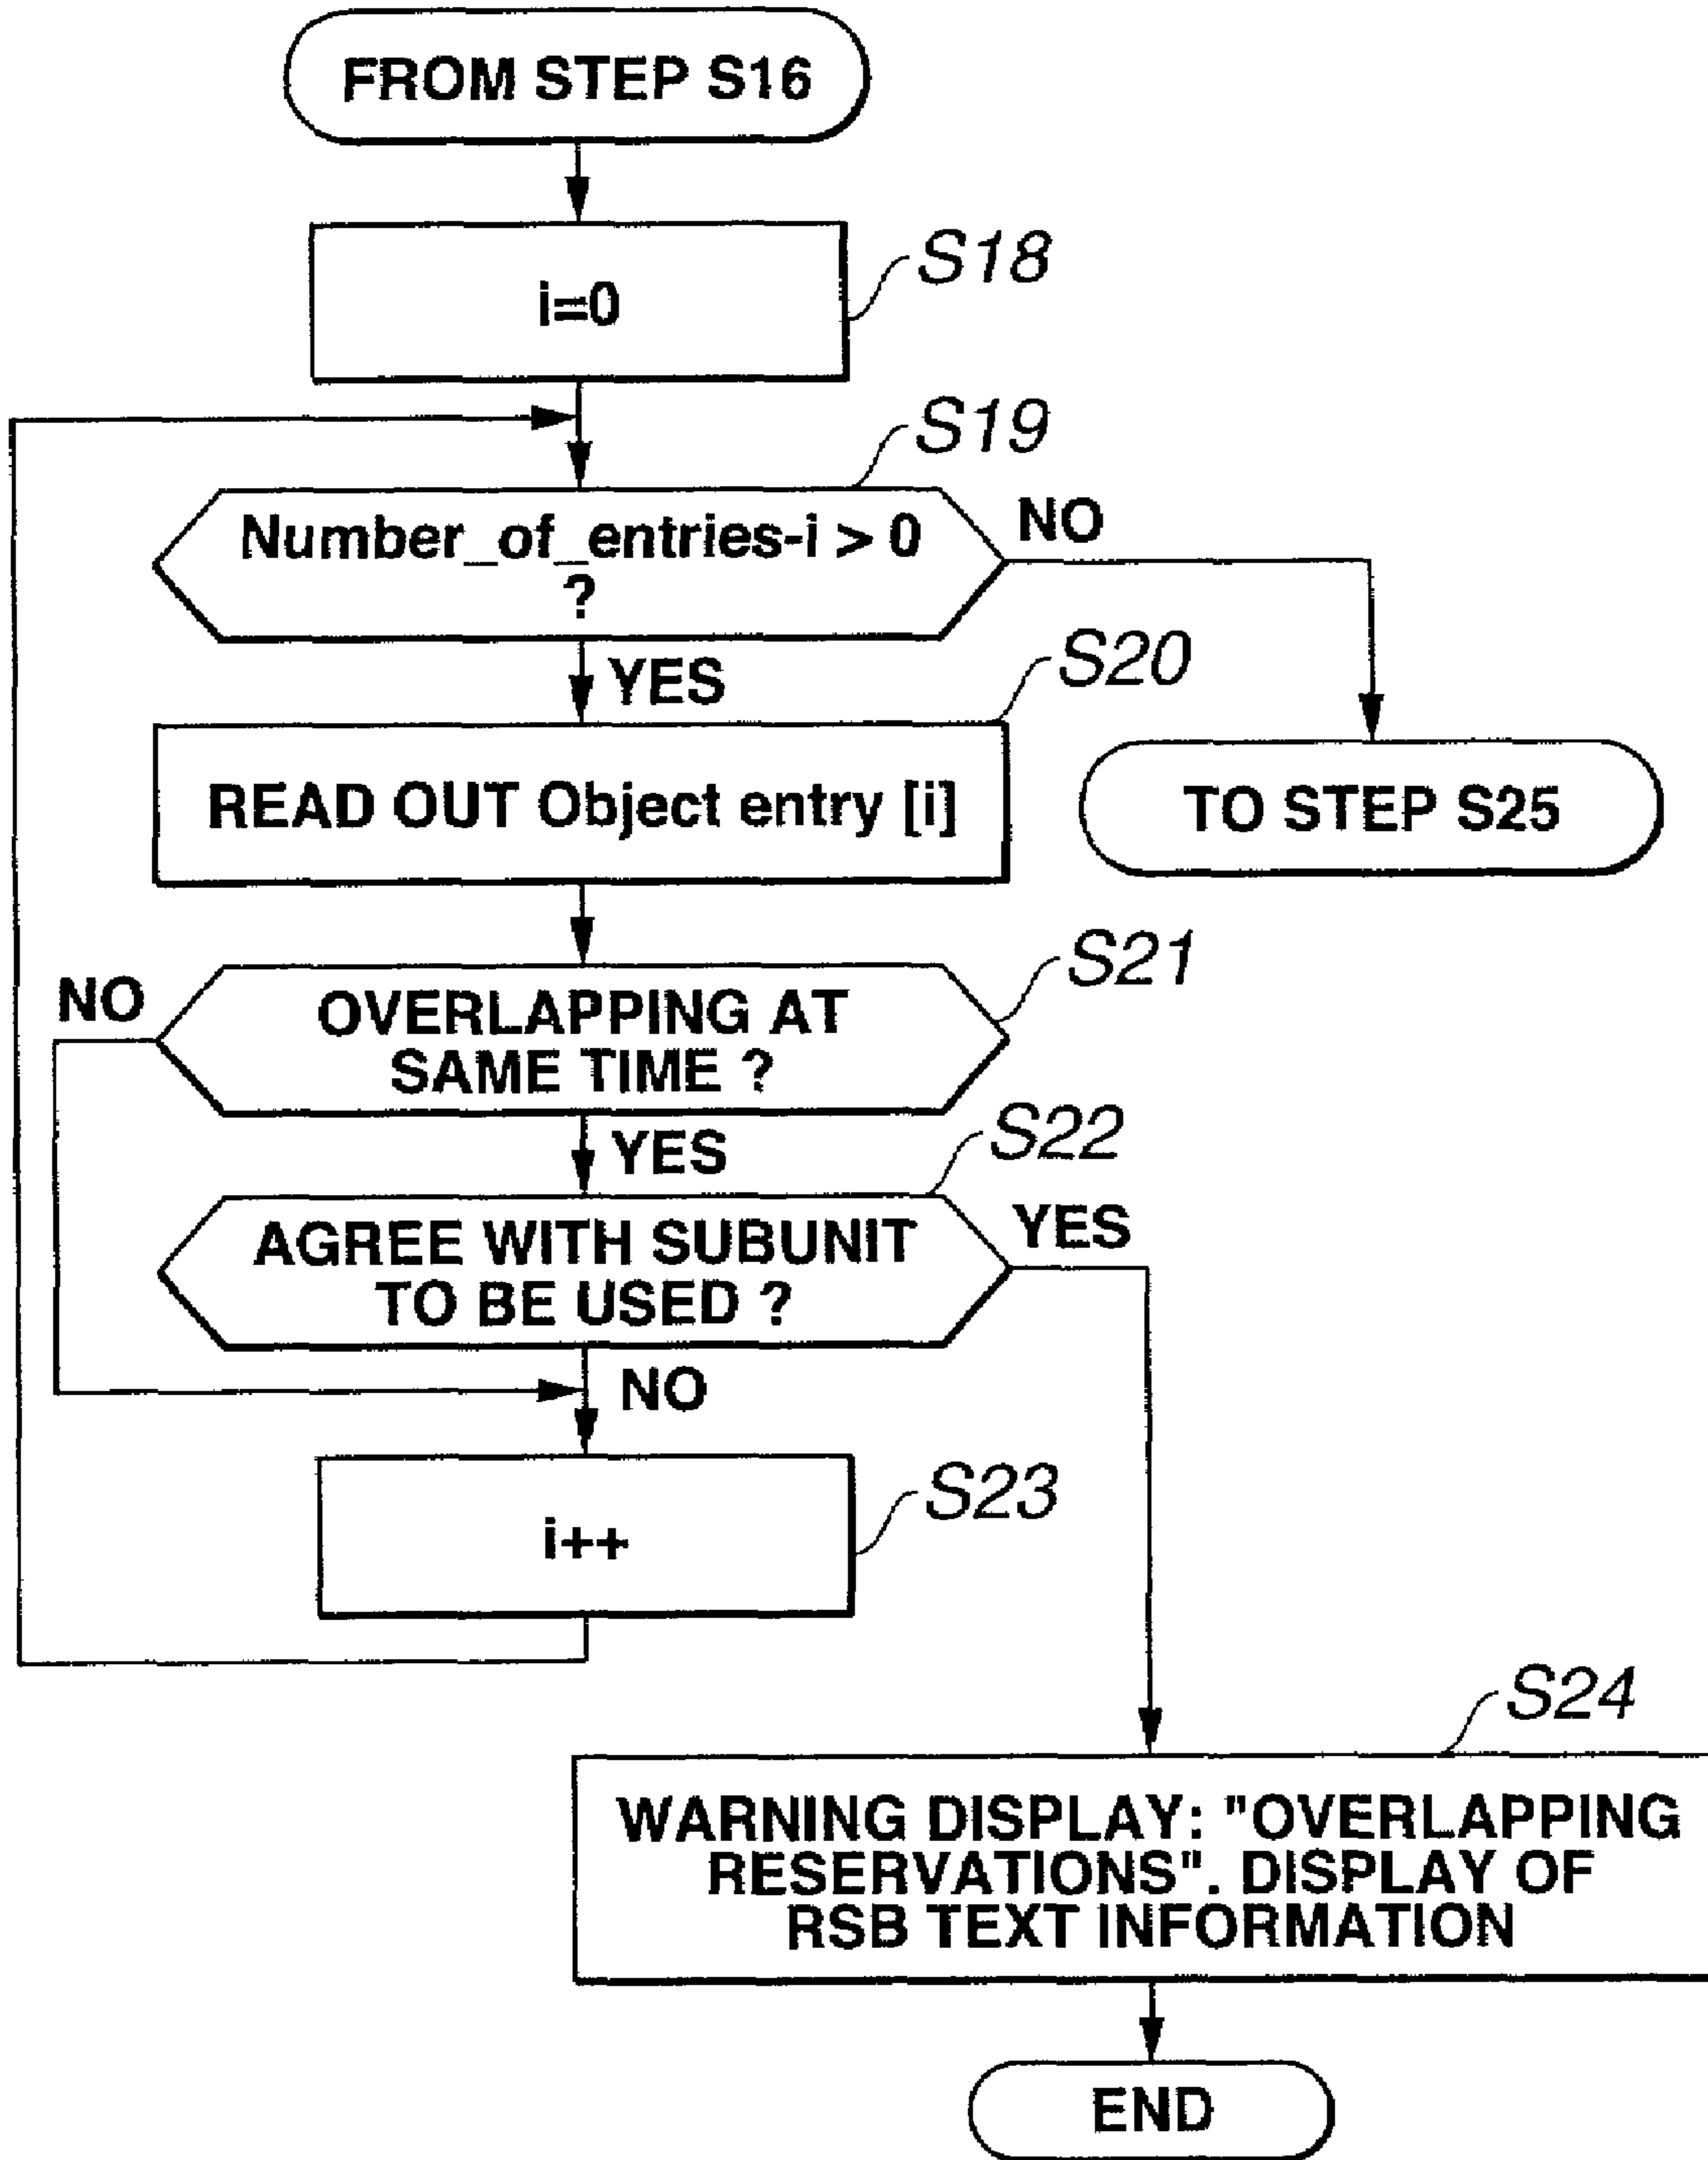 FROM STEP S16
S18
i=0
S19
Number_of_entries-i > 0
?
NO
YES
S20
READ OUT Object entry [i]
TO STEP S25
S21
NO
OVERLAPPING AT
SAME TIME ?
YES
S22
AGREE WITH SUBUNIT
TO BE USED ?
YES
NO
S23
i++
S24
WARNING DISPLAY: "OVERLAPPING
RESERVATIONS". DISPLAY OF
RSB TEXT INFORMATION
END